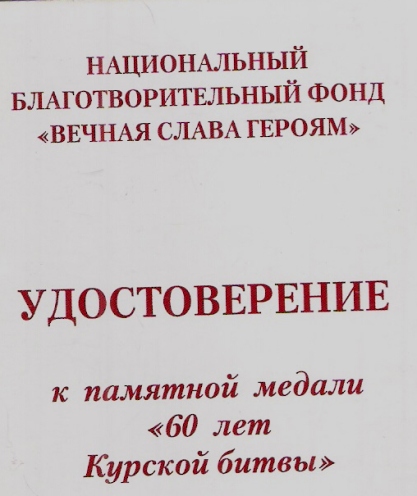 НАЦИОНАЛЬНЫЙ
БЛАГОТВОРИТЕЛЬНЫЙ ФОНД
«ВЕЧНАЯ СЛАВА ГЕРОЯМ»
УДОСТОВЕРЕНИЕ
к памятной медали
«60 лет
Курской битвы»